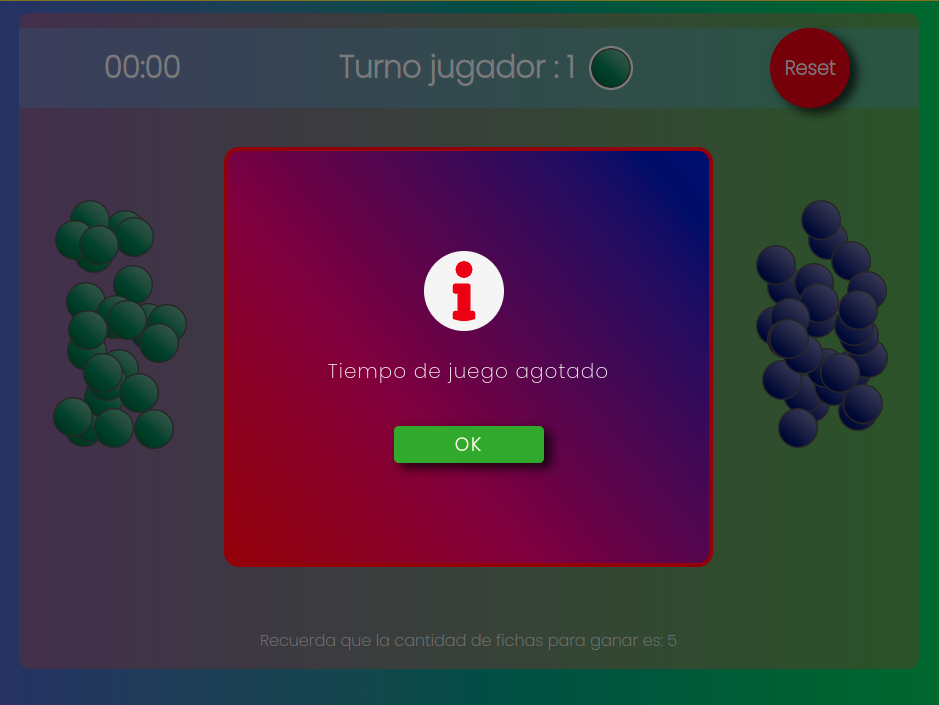 00:00
Turno jugador : 1
Reset
Tiempo de juego agotado
OK
Recuerda que la cantidad de fichas para ganar es: 5